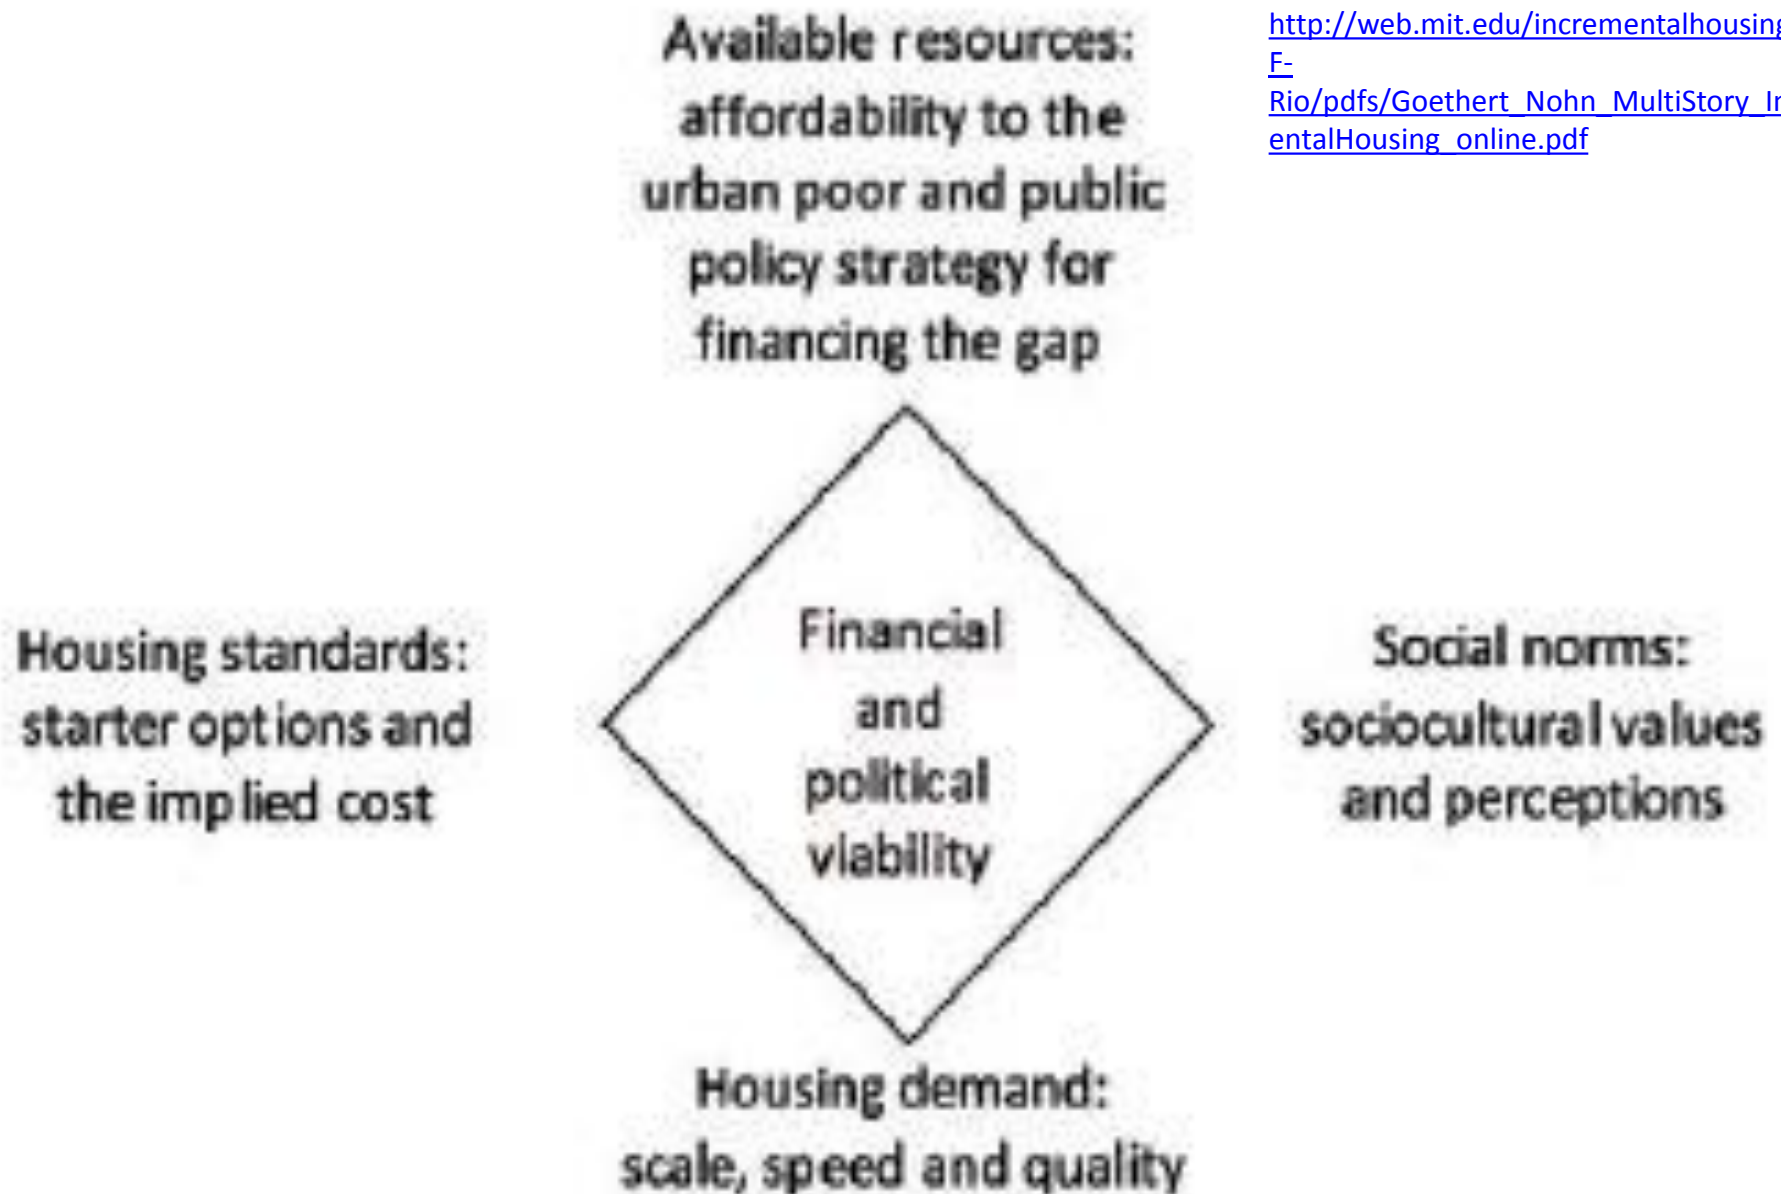 Available resources:
affordability to the
urban poor and public
policy strategy for
financing the gap
http://web.mit.edu/incrementalhousing
F-
Rio/pdfs/Goethert_Nohn_MultiStory_In
entalHousing_online.pdf
Housing standards:
starter options and
the implied cost
Financial
and
political
viability
Social norms:
sociocultural values
and perceptions
Housing demand:
scale, speed and quality